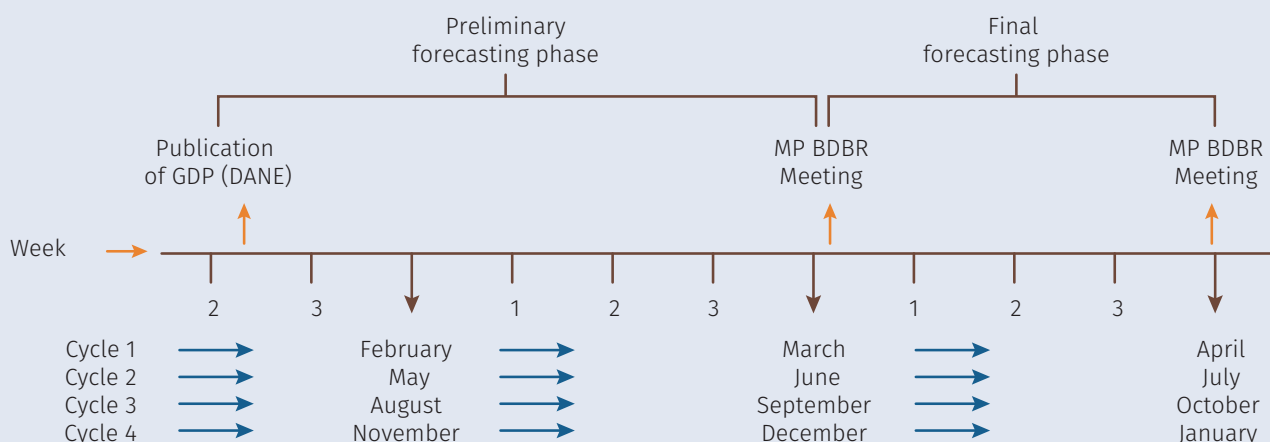 Preliminary
forecasting phase
Final
forecasting phase
Publication
of GDP (DANE)
MP BDBR
Meeting
MP BDBR
Meeting
Week
2 3 1 2 3 1 2 3
Cycle 1 February March April
Cycle 2 May June July
Cycle 3 August September October
Cycle 4 November December January